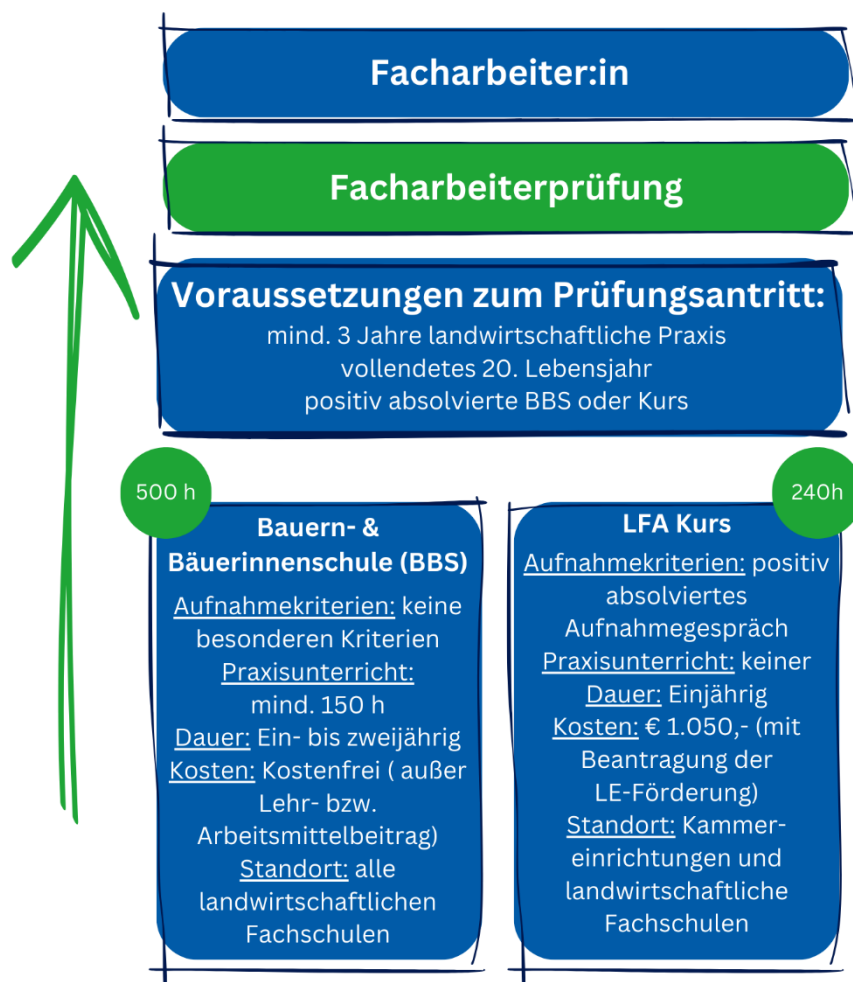 Facharbeiter:in
Facharbeiterprüfung
Voraussetzungen zum Prüfungsantritt:
mind. 3 Jahre landwirtschaftliche Praxis
vollendetes 20. Lebensjahr
positiv absolvierte BBS oder Kurs
500 h
Bauern- &
Bäuerinnenschule (BBS)
Aufnahmekriterien: keine
besonderen Kriterien
Praxisunterricht:
mind. 150 h
Dauer: Ein- bis zweijährig
Kosten: Kostenfrei ( außer
Lehr- bzw.
Arbeitsmittelbeitrag)
Standort: alle
landwirtschaftlichen
Fachschulen
240h
LFA Kurs
Aufnahmekriterien: positiv
absolviertes
Aufnahmegespräch
Praxisunterricht: keiner
Dauer: Einjährig
Kosten: € 1.050,- (mit
Beantragung der
LE-Förderung)
Standort: Kammer-
einrichtungen und
landwirtschaftliche
Fachschulen